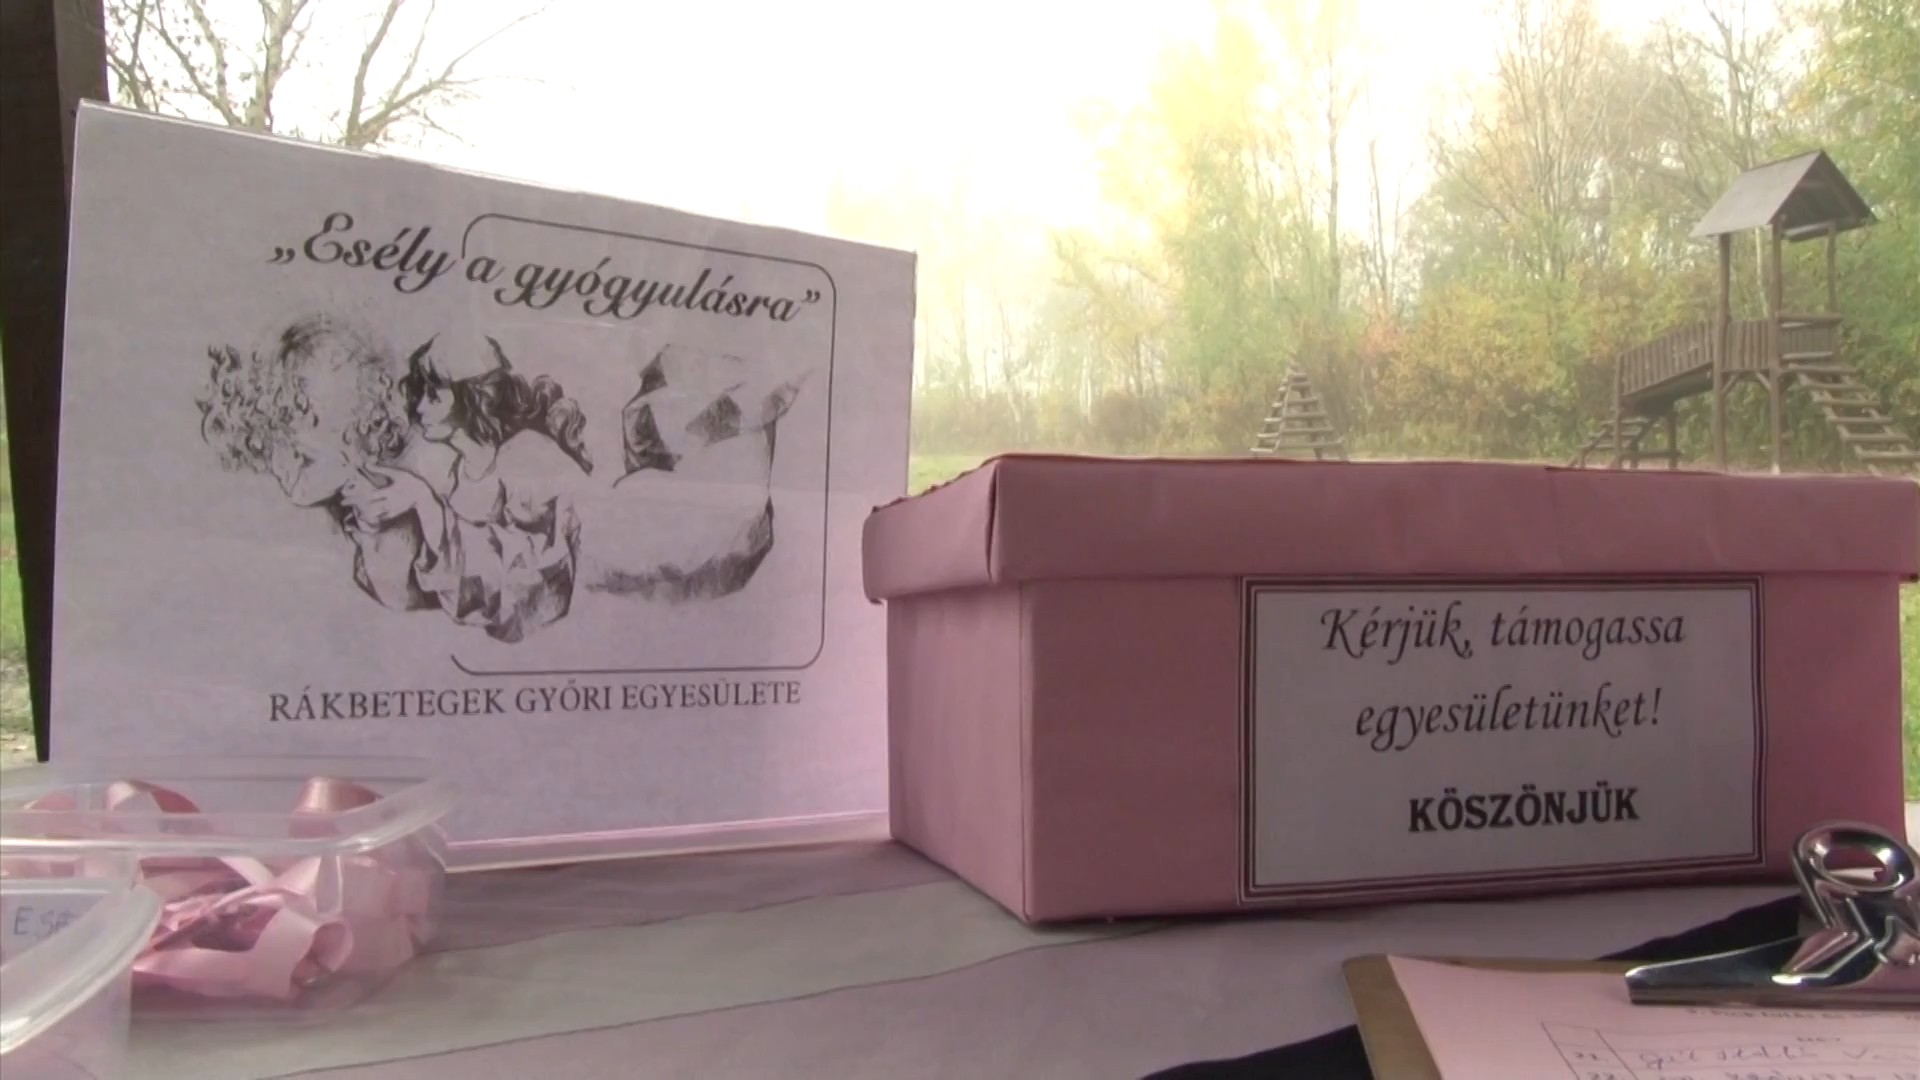 „Esély a gyógyulásra”
RÁKBETEGEK GYŐRI EGYESÜLETE
Kérjük, támogassa
egyesületünket!
KÖSZÖNJÜK